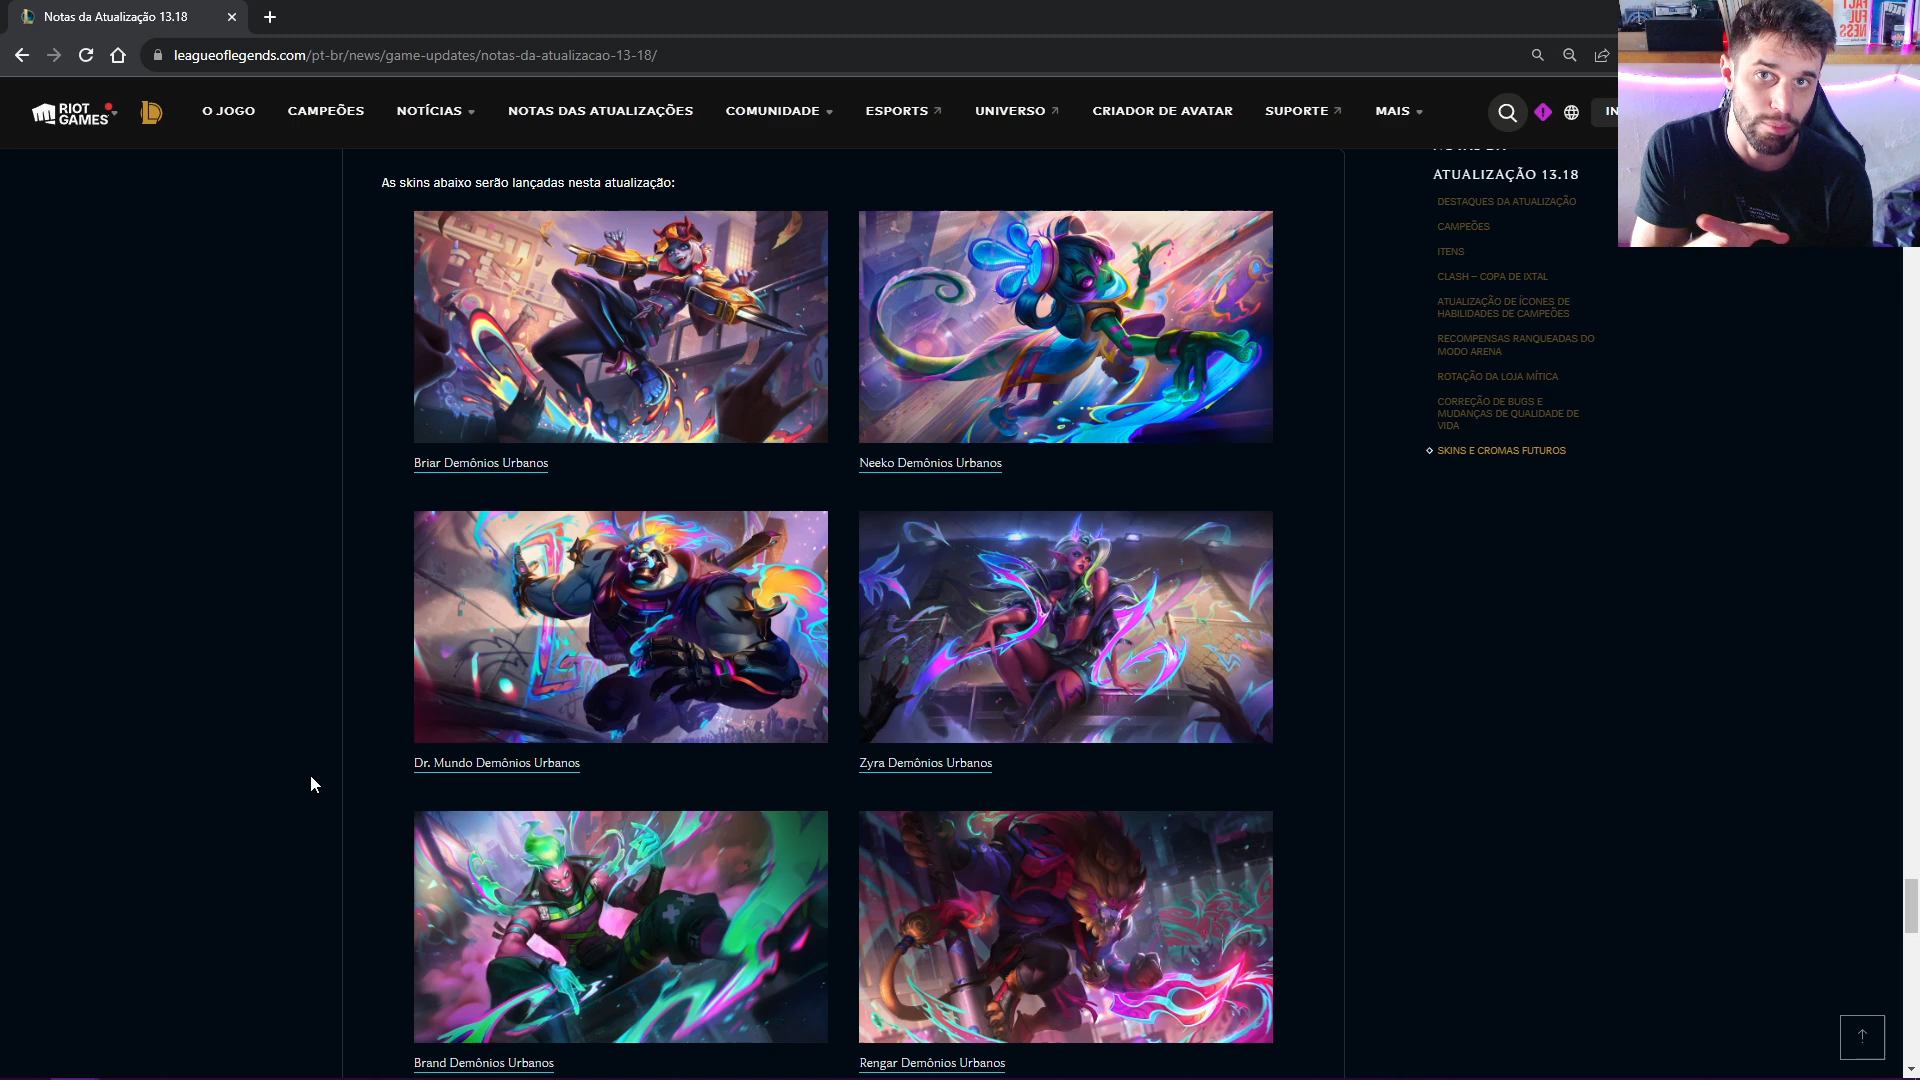 Notas da Atualização 13.18
leagueoflegends.com/pt-br/news/game-updates/notas-da-atualizacao-13-18/
RIOT GAMES
O JOGO
CAMPEÕES
NOTÍCIAS
NOTAS DAS ATUALIZAÇÕES
COMUNIDADE
ESPORTS
UNIVERSO
CRIADOR DE AVATAR
SUPORTE
MAIS
IN
As skins abaixo serão lançadas nesta atualização:
Briar Demônios Urbanos
Neeko Demônios Urbanos
Dr. Mundo Demônios Urbanos
Zyra Demônios Urbanos
Brand Demônios Urbanos
Rengar Demônios Urbanos
ATUALIZAÇÃO 13.18
DESTAQUES DA ATUALIZAÇÃO
CAMPEÕES
ITENS
CLASH – COPA DE IXTAL
ATUALIZAÇÃO DE ÍCONES DE
HABILIDADES DE CAMPEÕES
RECOMPENSAS RANQUEADAS DO
MODO ARENA
ROTAÇÃO DA LOJA MÍTICA
CORREÇÃO DE BUGS E
MUDANÇAS DE QUALIDADE DE
VIDA
SKINS E CROMAS FUTUROS